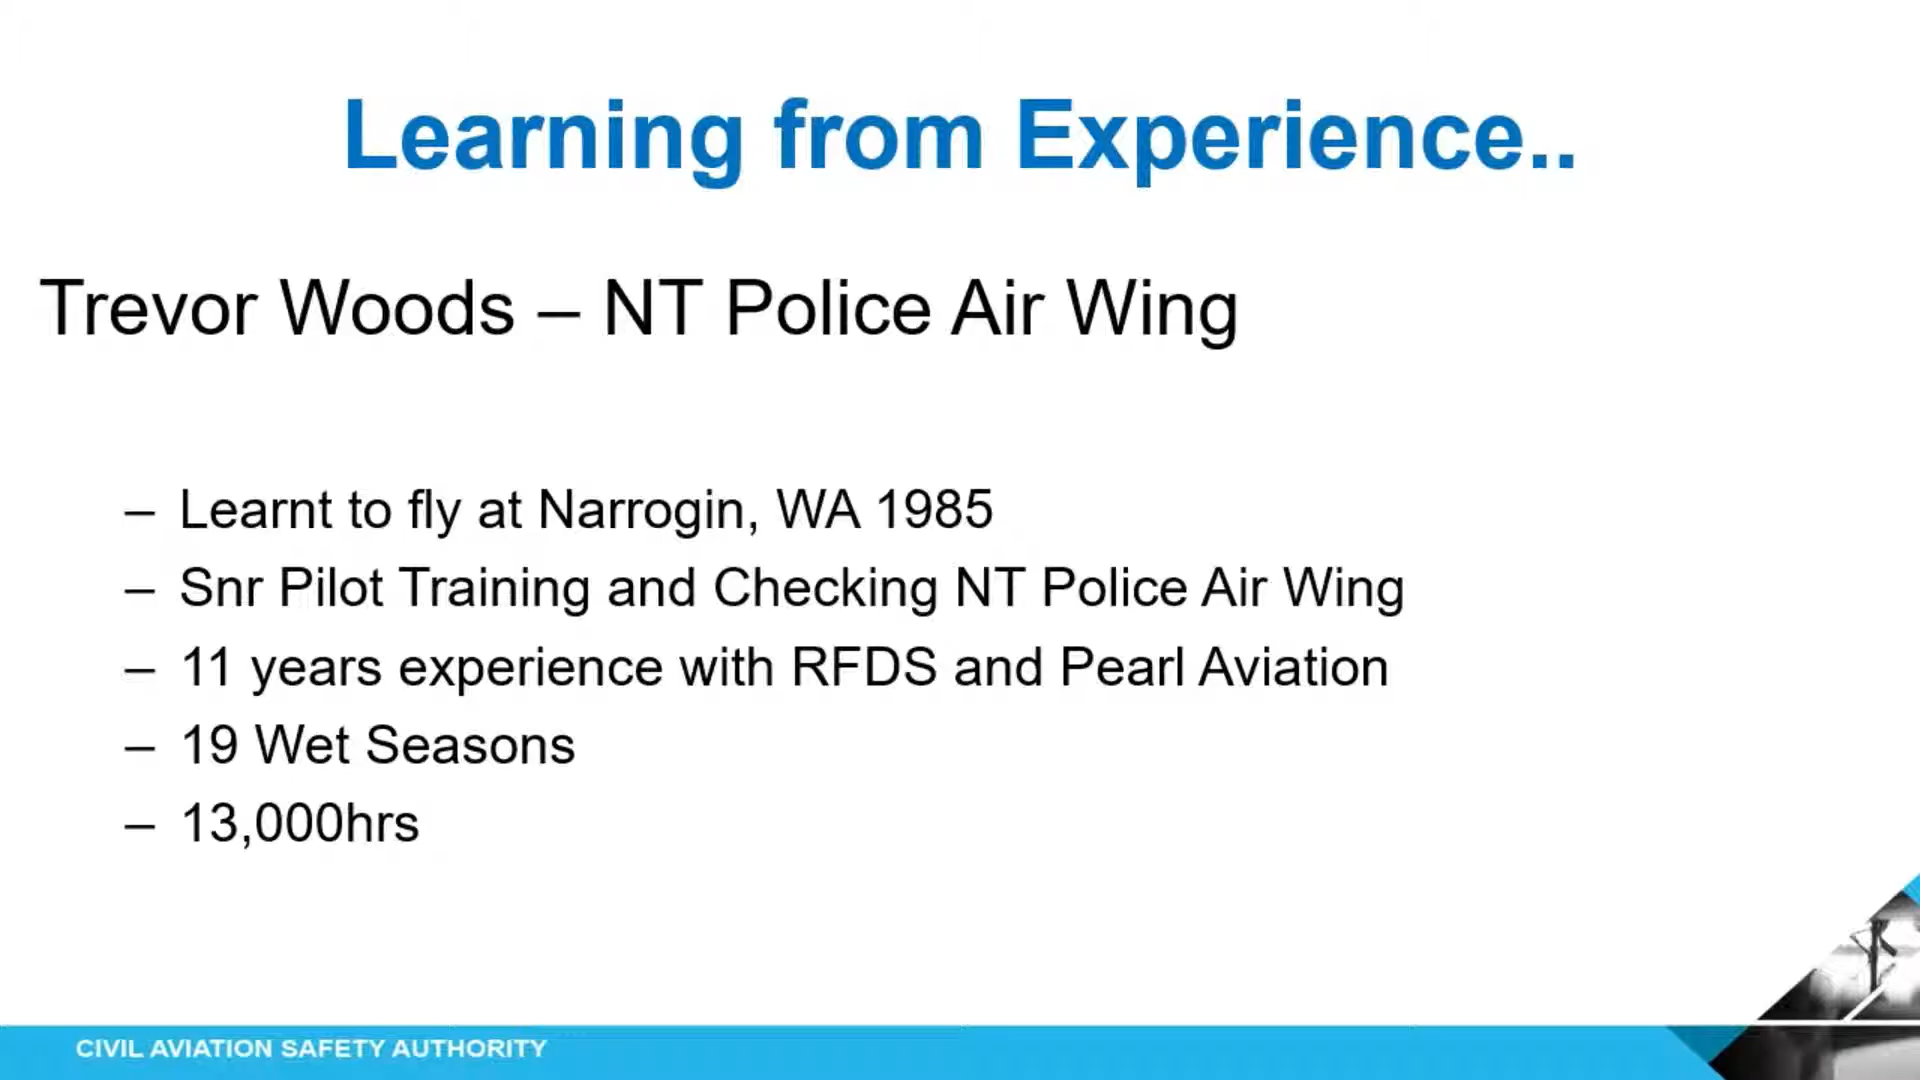 Learning from Experience..
Trevor Woods – NT Police Air Wing
– Learnt to fly at Narrogin, WA 1985
– Snr Pilot Training and Checking NT Police Air Wing
– 11 years experience with RFDS and Pearl Aviation
– 19 Wet Seasons
– 13,000hrs
CIVIL AVIATION SAFETY AUTHORITY